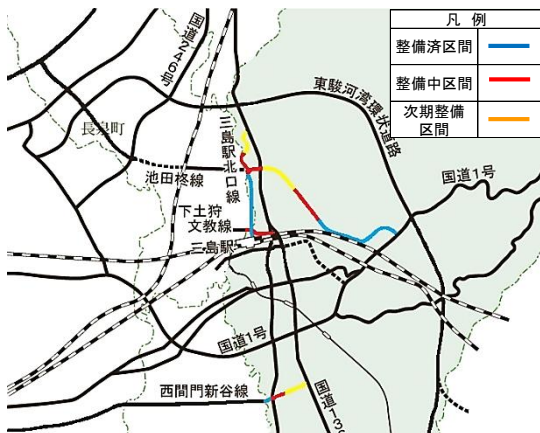 凡 例
整備済区間
整備中区間
次期整備
区間
国道246号
東駿河湾環状道路
長泉町
三島駅北口線
池田柊線
国道1号
下土狩
文教線
三島駅
国道1号
西間門新谷線
国道13